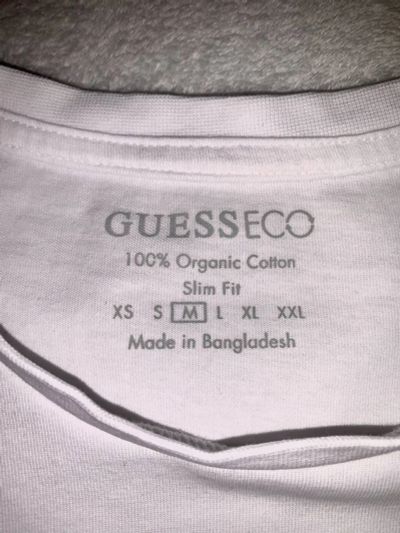 GUESSECO
100% Organic Cotton
Slim Fit
XS S M L XL XXL
Made in Bangladesh